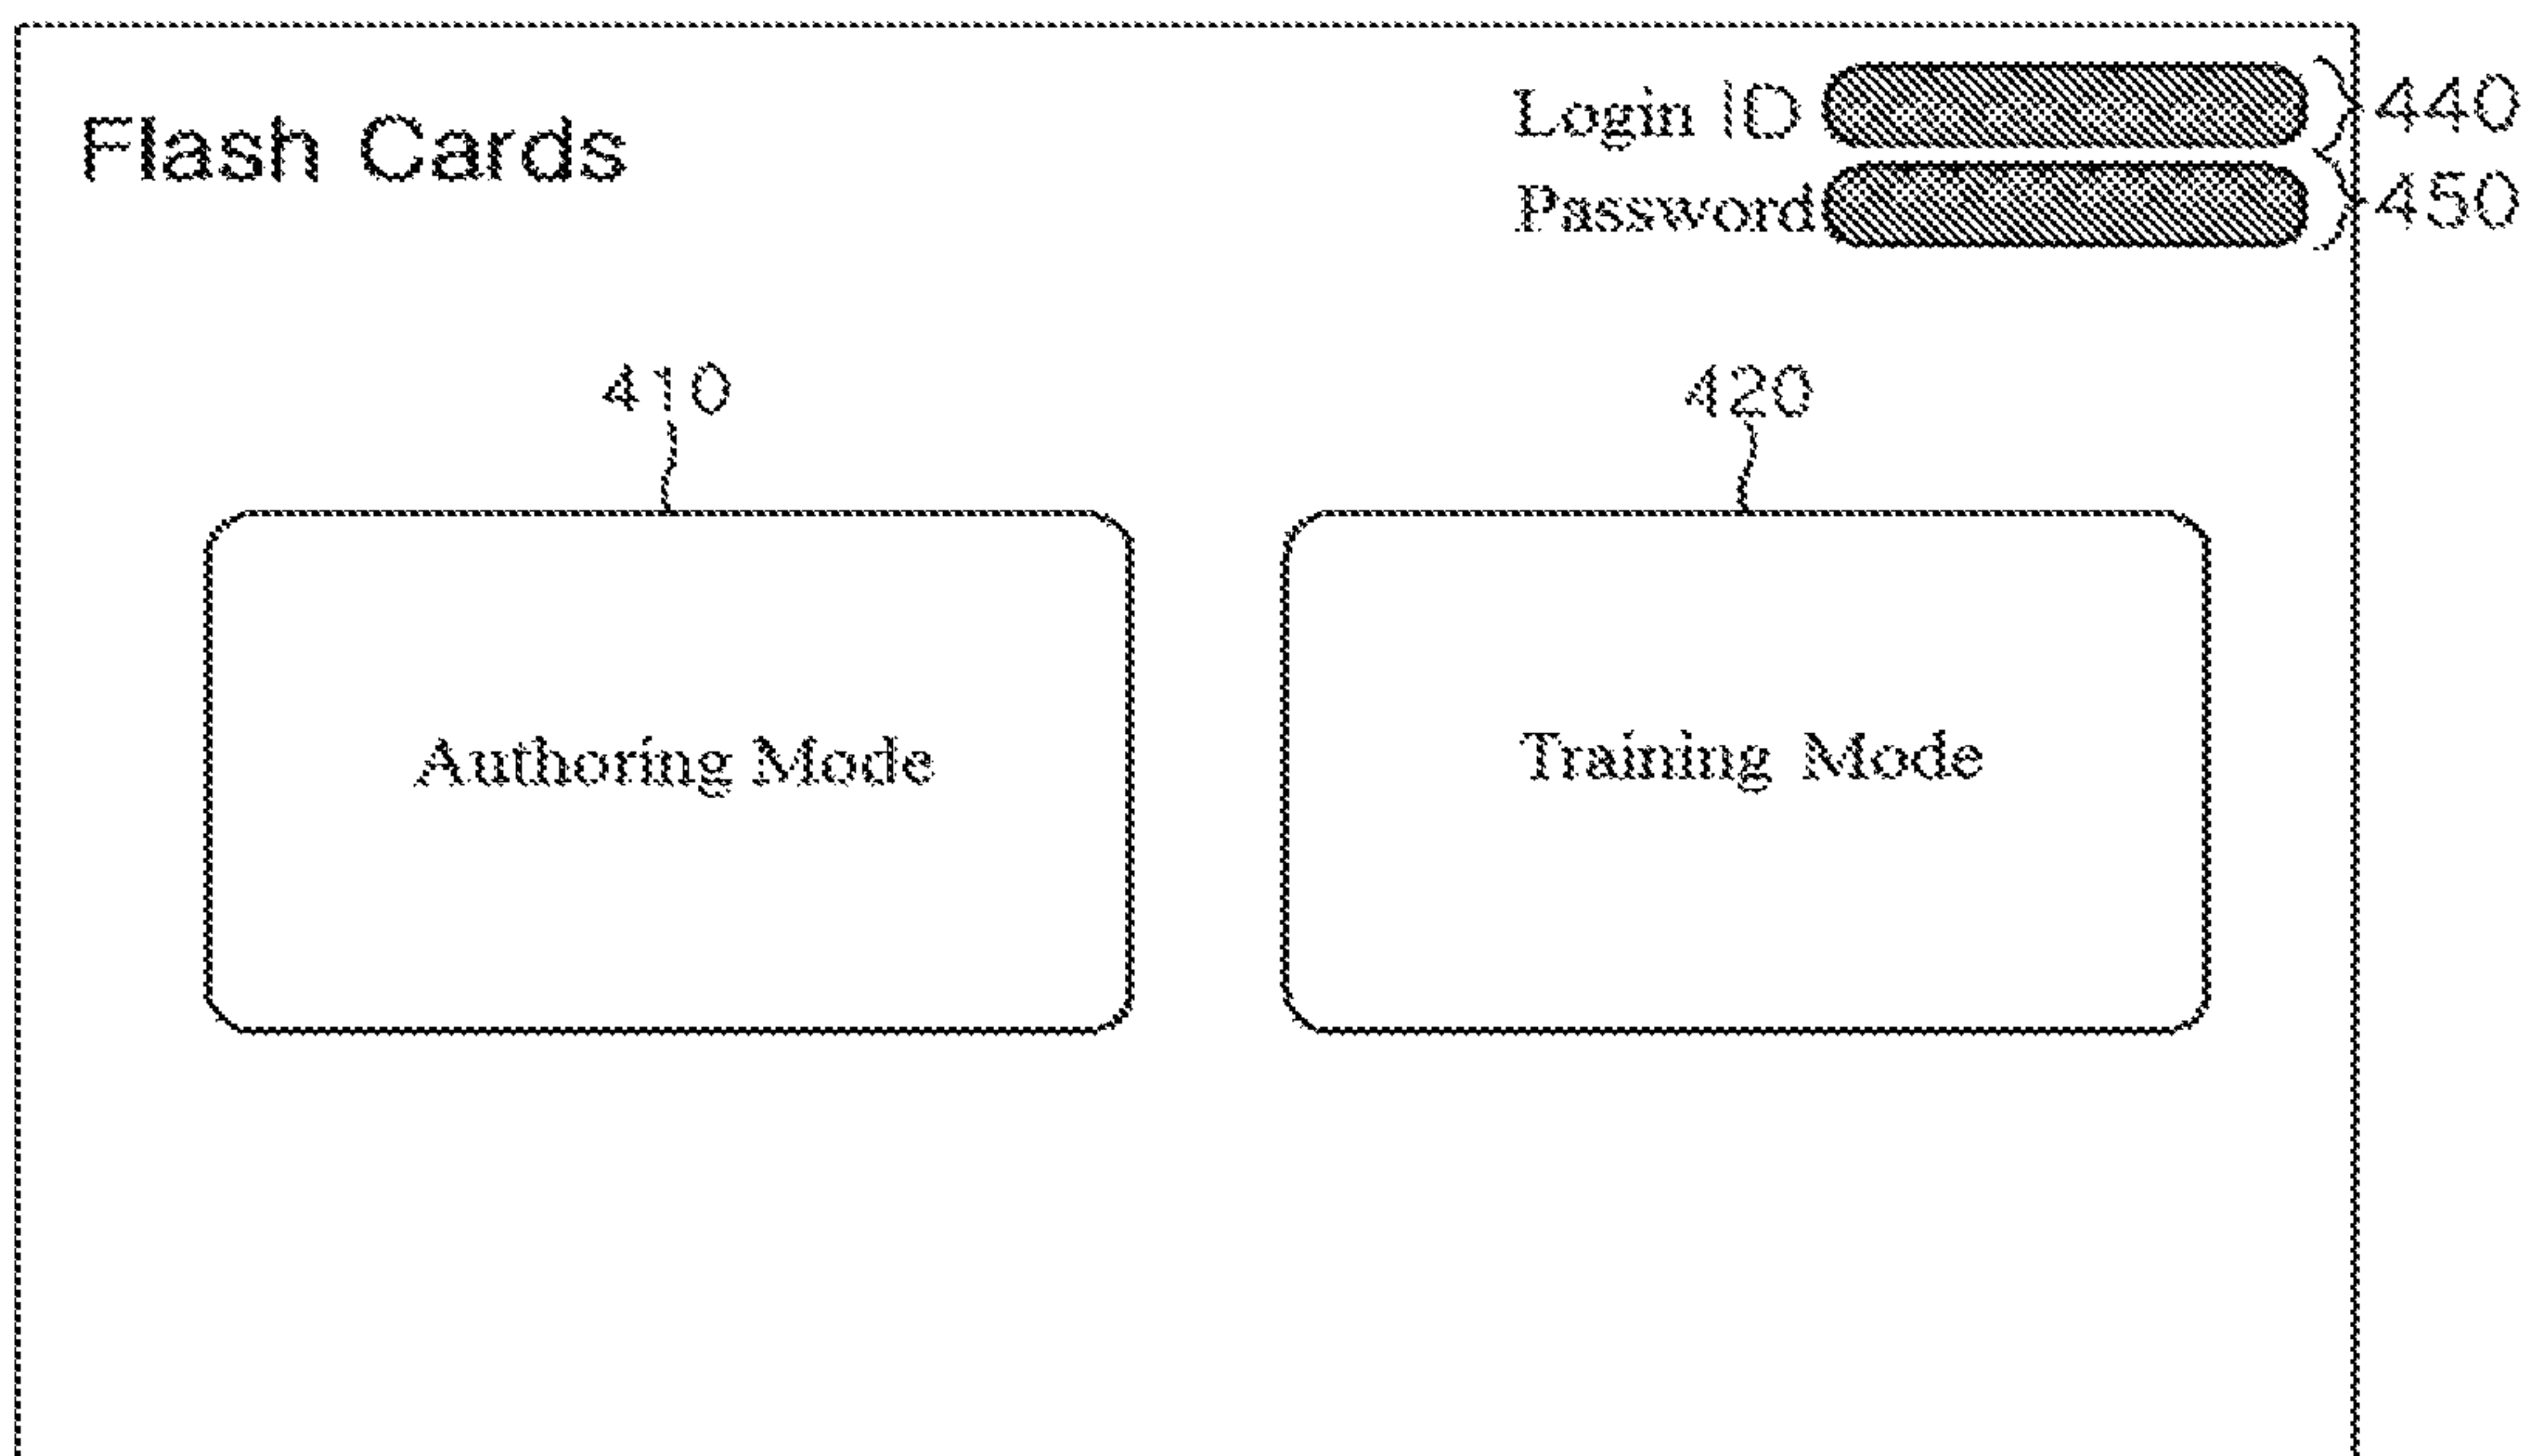 Flash Cards
Login ID 440
Password 450
410
420
Authoring Mode
Training Mode